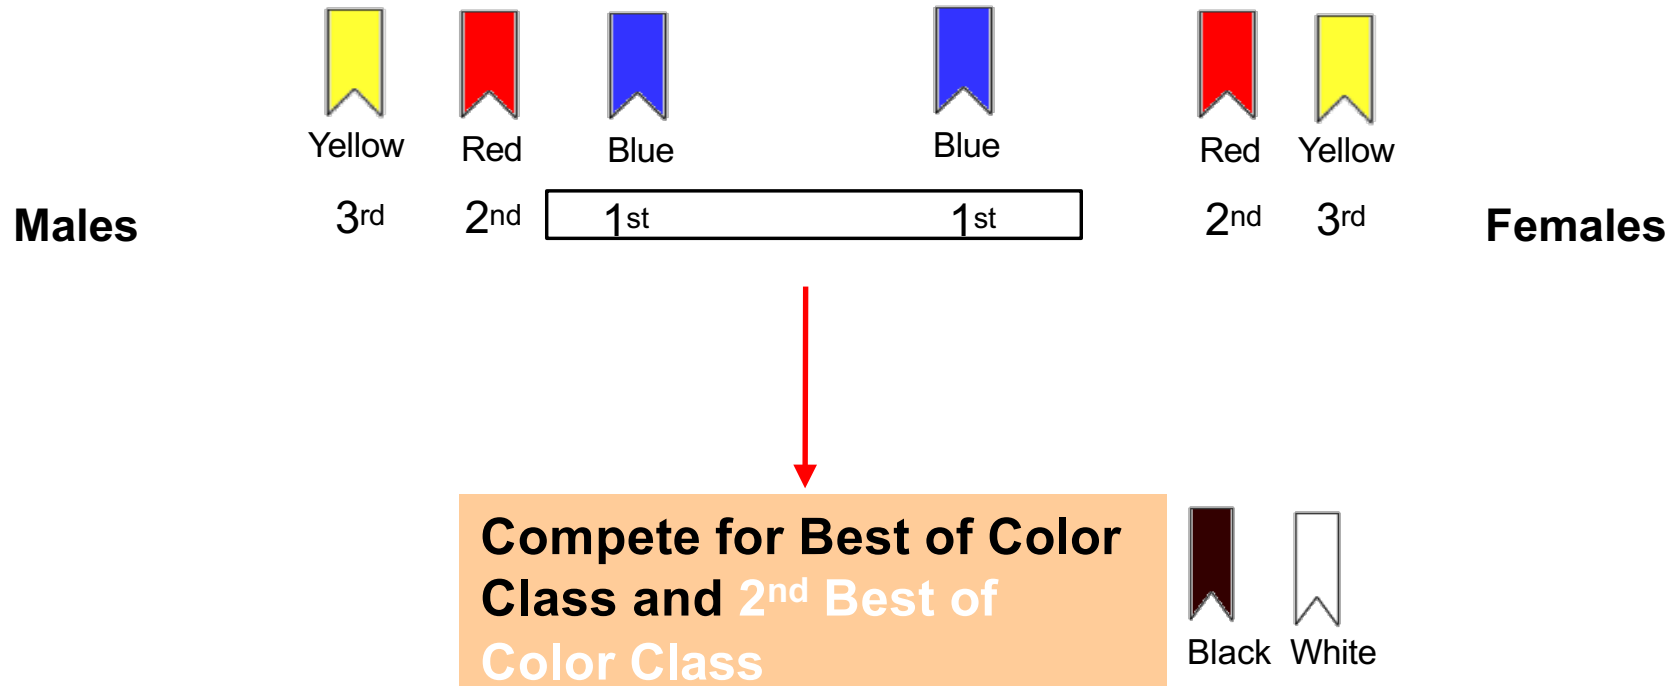 Yellow Red Blue Blue Red Yellow
Males 3rd 2nd 1st 1st 2nd 3rd Females
Compete for Best of Color
Class and 2nd Best of
Color Class
Black White